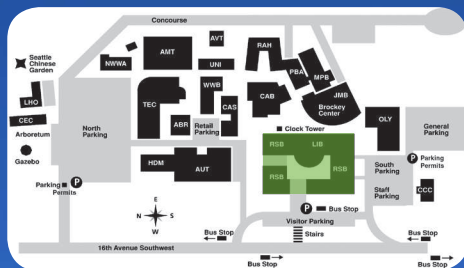 Concourse
Seattle
Chinese
Garden
AVT
AMT
RAH
NWWA
UNI
PBA
MPB
WWB
LHO
TEC
CAB
JMB
CAS
Brockey
Center
CEC
Arboretum
North
Parking
ABR
Retail
Parking
OLY
General
Parking
Clock Tower
Gazebo
RSB
LIB
HDM
AUT
RSB
RSB
South
Parking
P
Parking
Permits
Parking
Permits
P
Staff
Parking
CCC
E
N
S
W
P
Bus Stop
Visitor Parking
Stairs
Bus Stop
Bus Stop
16th Avenue Southwest
Bus Stop
Bus Stop